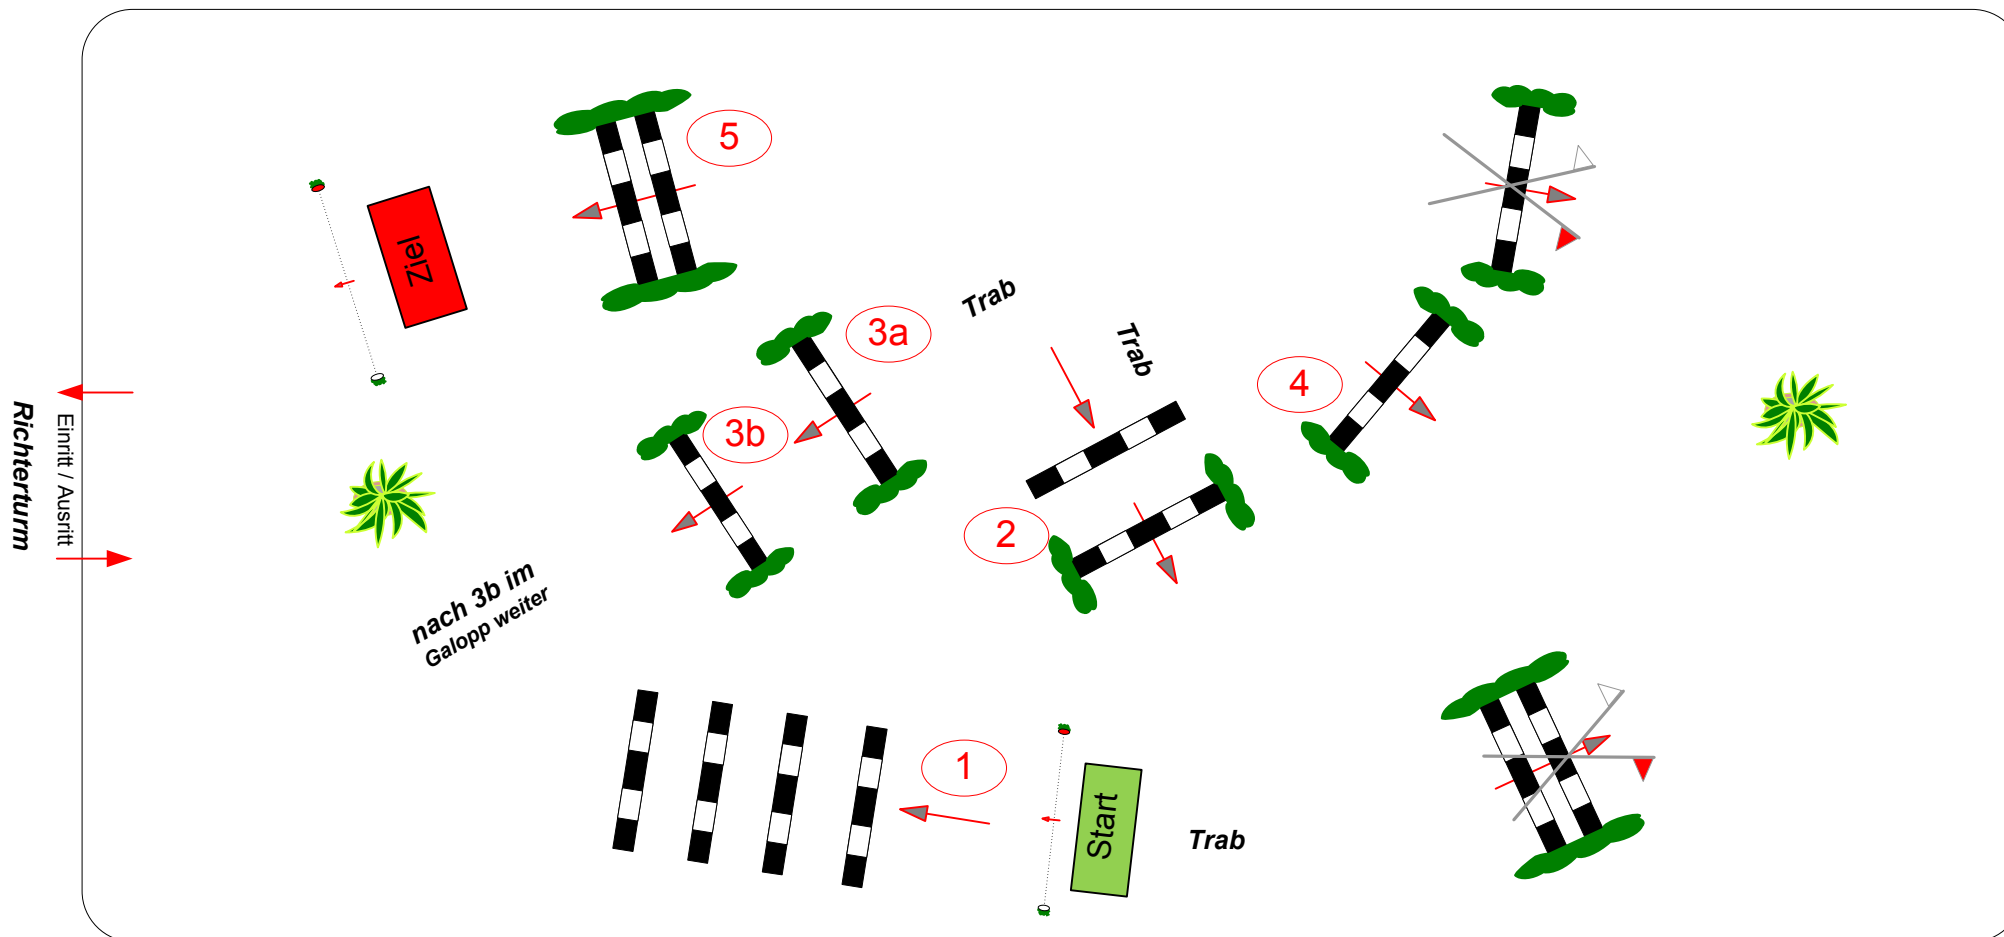 5
Ziel
3a
Trab
Trab
4
3b
2
Richterturm
Einritt / Ausritt
nach 3b im
Galopp weiter
1
Start
Trab